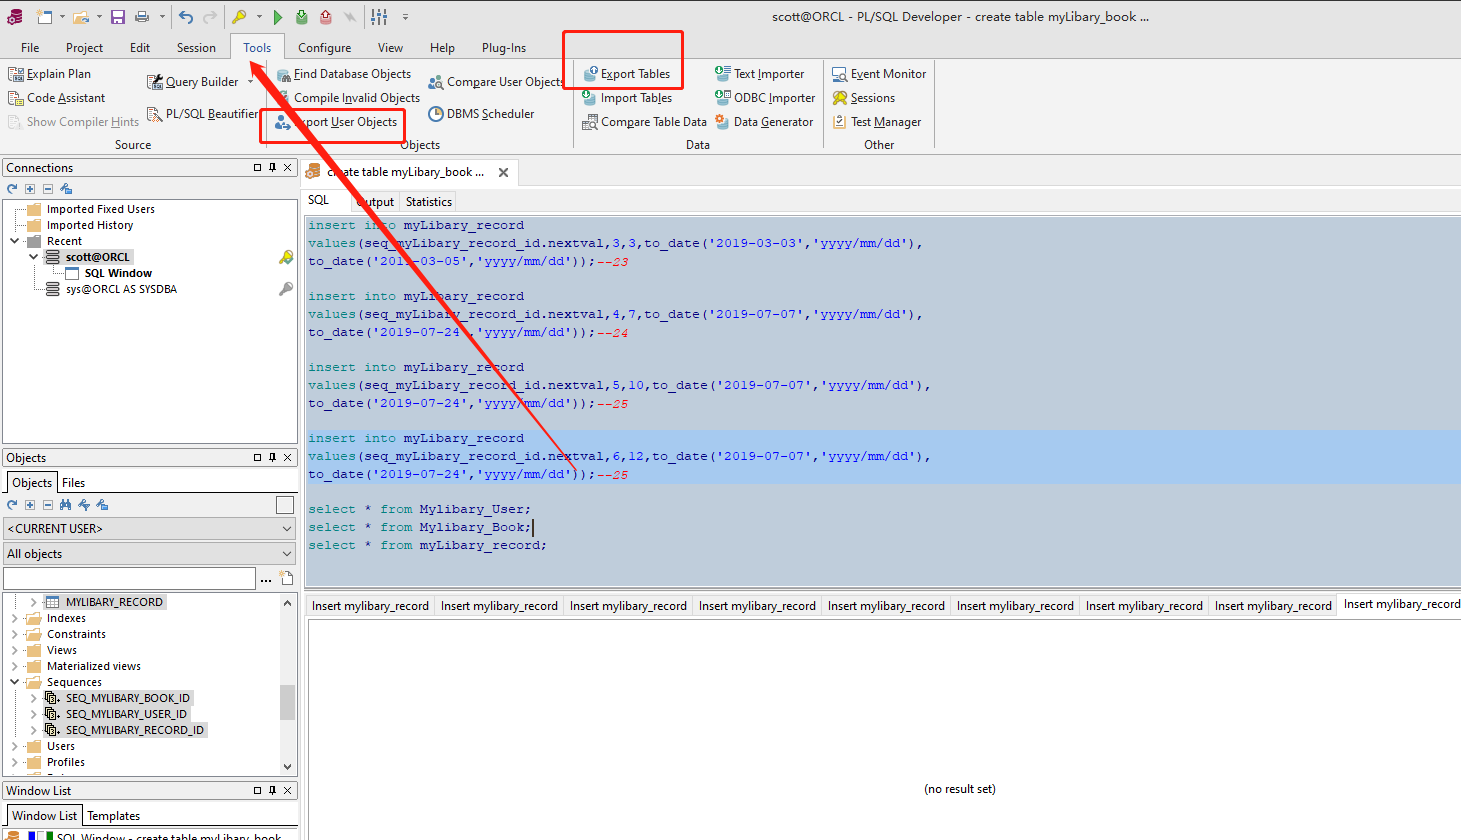 scott@ORCL - PL/SQL Developer - create table myLibary_book ...
File Project Edit Session Tools Configure View Help Plug-Ins
Explain Plan
Code Assistant
Show Compiler Hints
Query Builder
PL/SQL Beautifier
Source
Find Database Objects
Compile Invalid Objects
Export User Objects
Compare User Objects
DBMS Scheduler
Objects
Export Tables
Import Tables
Compare Table Data
Text Importer
ODBC Importer
Data Generator
Data
Event Monitor
Sessions
Test Manager
Other
Connections
Imported Fixed Users
Imported History
Recent
scott@ORCL
SQL Window
sys@ORCL AS SYSDBA
Objects
Objects Files
<CURRENT USER>
All objects
...
MYLIBARY_RECORD
Indexes
Constraints
Views
Materialized views
Sequences
SEQ_MYLIBARY_BOOK_ID
SEQ_MYLIBARY_USER_ID
SEQ_MYLIBARY_RECORD_ID
Users
Profiles
Window List
Window List Templates
SQL Window - create table myLibary_book
create table myLibary_book ...
SQL Output Statistics
insert into myLibary_record
values(seq_myLibary_record_id.nextval,3,3,to_date('2019-03-03','yyyy/mm/dd'),
to_date('2019-03-05','yyyy/mm/dd'));--23
insert into myLibary_record
values(seq_myLibary_record_id.nextval,4,7,to_date('2019-07-07','yyyy/mm/dd'),
to_date('2019-07-24','yyyy/mm/dd'));--24
insert into myLibary_record
values(seq_myLibary_record_id.nextval,5,10,to_date('2019-07-07','yyyy/mm/dd'),
to_date('2019-07-24','yyyy/mm/dd'));--25
insert into myLibary_record
values(seq_myLibary_record_id.nextval,6,12,to_date('2019-07-07','yyyy/mm/dd'),
to_date('2019-07-24','yyyy/mm/dd'));--25
select * from Mylibary_User;
select * from Mylibary_Book;
select * from myLibary_record;
Insert mylibary_record Insert mylibary_record Insert mylibary_record Insert mylibary_record Insert mylibary_record Insert mylibary_record Insert mylibary_record Insert mylibary_record Insert mylibary_record
(no result set)